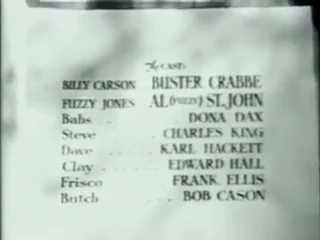 The CAST:
BILLY CARSON BUSTER CRABBE
FUZZY JONES AL (FUZZY) ST. JOHN
Babs . . . DONA DAX
Steve . . . CHARLES KING
Dave . . . . KARL HACKETT
Clay . . . . . EDWARD HALL
Frisco . . . FRANK ELLIS
Butch . . . . . BOB CASON